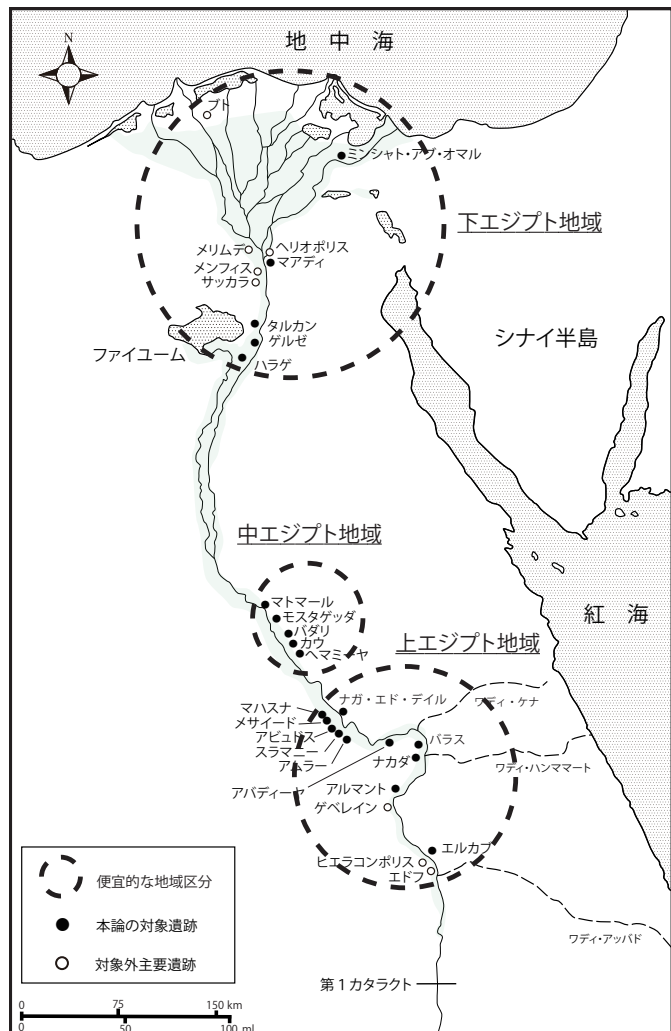 N
地中海
ブト
ミンシャト・アブ・オマル
下エジプト地域
メリムデ
ヘリオポリス
マアディ
メンフィス
サッカラ
タルカン
ゲルゼ
ファイユーム
ハラゲ
シナイ半島
中エジプト地域
マトマール
モスタゲッダ
バダリ
カウ
ヘマミーヤ
紅海
上エジプト地域
マハスナ
ナガ・エド・デイル
ワディ・ケナ
メサイード
アビュドス
スラマニー
アムラー
バラス
ナカダ
ワディ・ハンママート
アバディーヤ
アルマント
ゲベレイン
エルカブ
ヒエラコンポリス
エドフ
ワディ・アッバド
便宜的な地域区分
本論の対象遺跡
対象外主要遺跡
第1カタラクト
0 75 150 km
0 50 100 ml